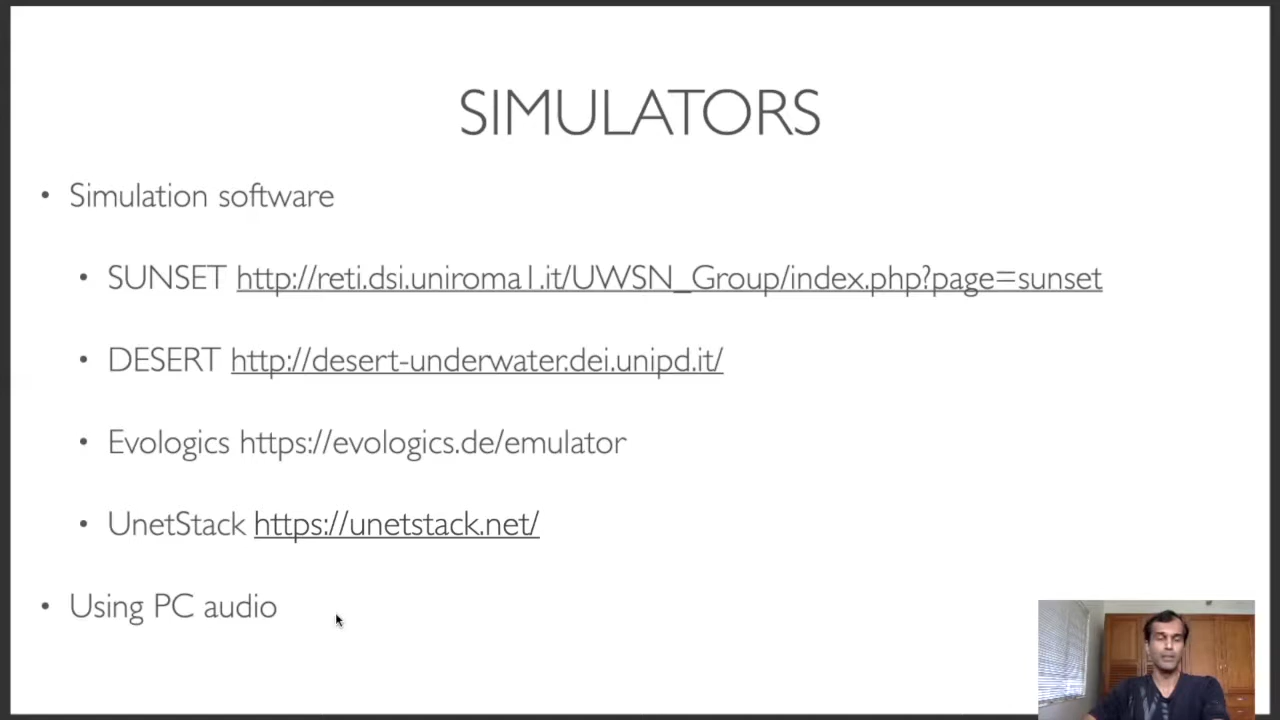 SIMULATORS
• Simulation software
• SUNSET http://reti.dsi.uniroma1.it/UWSN_Group/index.php?page=sunset
• DESERT http://desert-underwater.dei.unipd.it/
• Evologics https://evologics.de/emulator
• UnetStack https://unetstack.net/
• Using PC audio